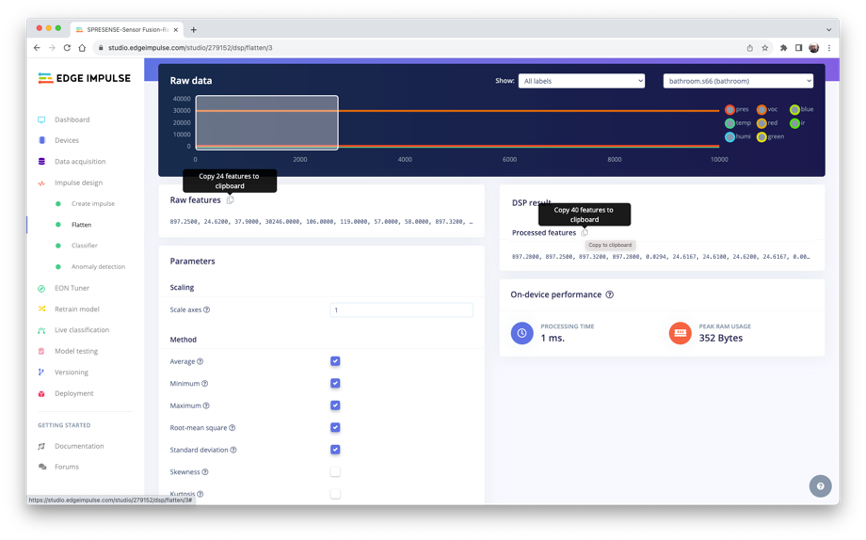 SPRESENSE-Sensor Fusion-R
studio.edgeimpulse.com/studio/279152/dsp/flatten/3
EDGE IMPULSE
Dashboard
Devices
Data acquisition
Impulse design
Create impulse
Flatten
Classifier
Anomaly detection
EON Tuner
Retrain model
Live classification
Model testing
Versioning
Deployment
GETTING STARTED
Documentation
Forums
https://studio.edgeimpulse.com/studio/279152/dsp/flatten/3#
Raw data
Show:
All labels
bathroom.s66 (bathroom)
40000
30000
20000
10000
0
0
2000
4000
6000
8000
10000
pres
voc
blue
temp
red
ir
humi
green
Copy 24 features to
clipboard
Raw features
897.2500, 24.6200, 37.9000, 30246.0000, 106.0000, 119.0000, 57.0000, 58.0000, 897.3200, …
Parameters
Scaling
Scale axes
1
Method
Average
Minimum
Maximum
Root-mean square
Standard deviation
Skewness
Kurtosis
DSP result
Copy 40 features to
clipboard
Processed features
Copy to clipboard
897.2800, 897.2500, 897.3200, 897.2800, 0.0294, 24.6167, 24.6100, 24.6200, 24.6167, 0.00…
On-device performance
PROCESSING TIME
1 ms.
PEAK RAM USAGE
352 Bytes